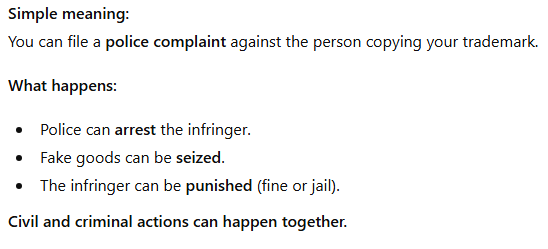 Simple meaning:
You can file a police complaint against the person copying your trademark.
What happens:
• Police can arrest the infringer.
• Fake goods can be seized.
• The infringer can be punished (fine or jail).
Civil and criminal actions can happen together.